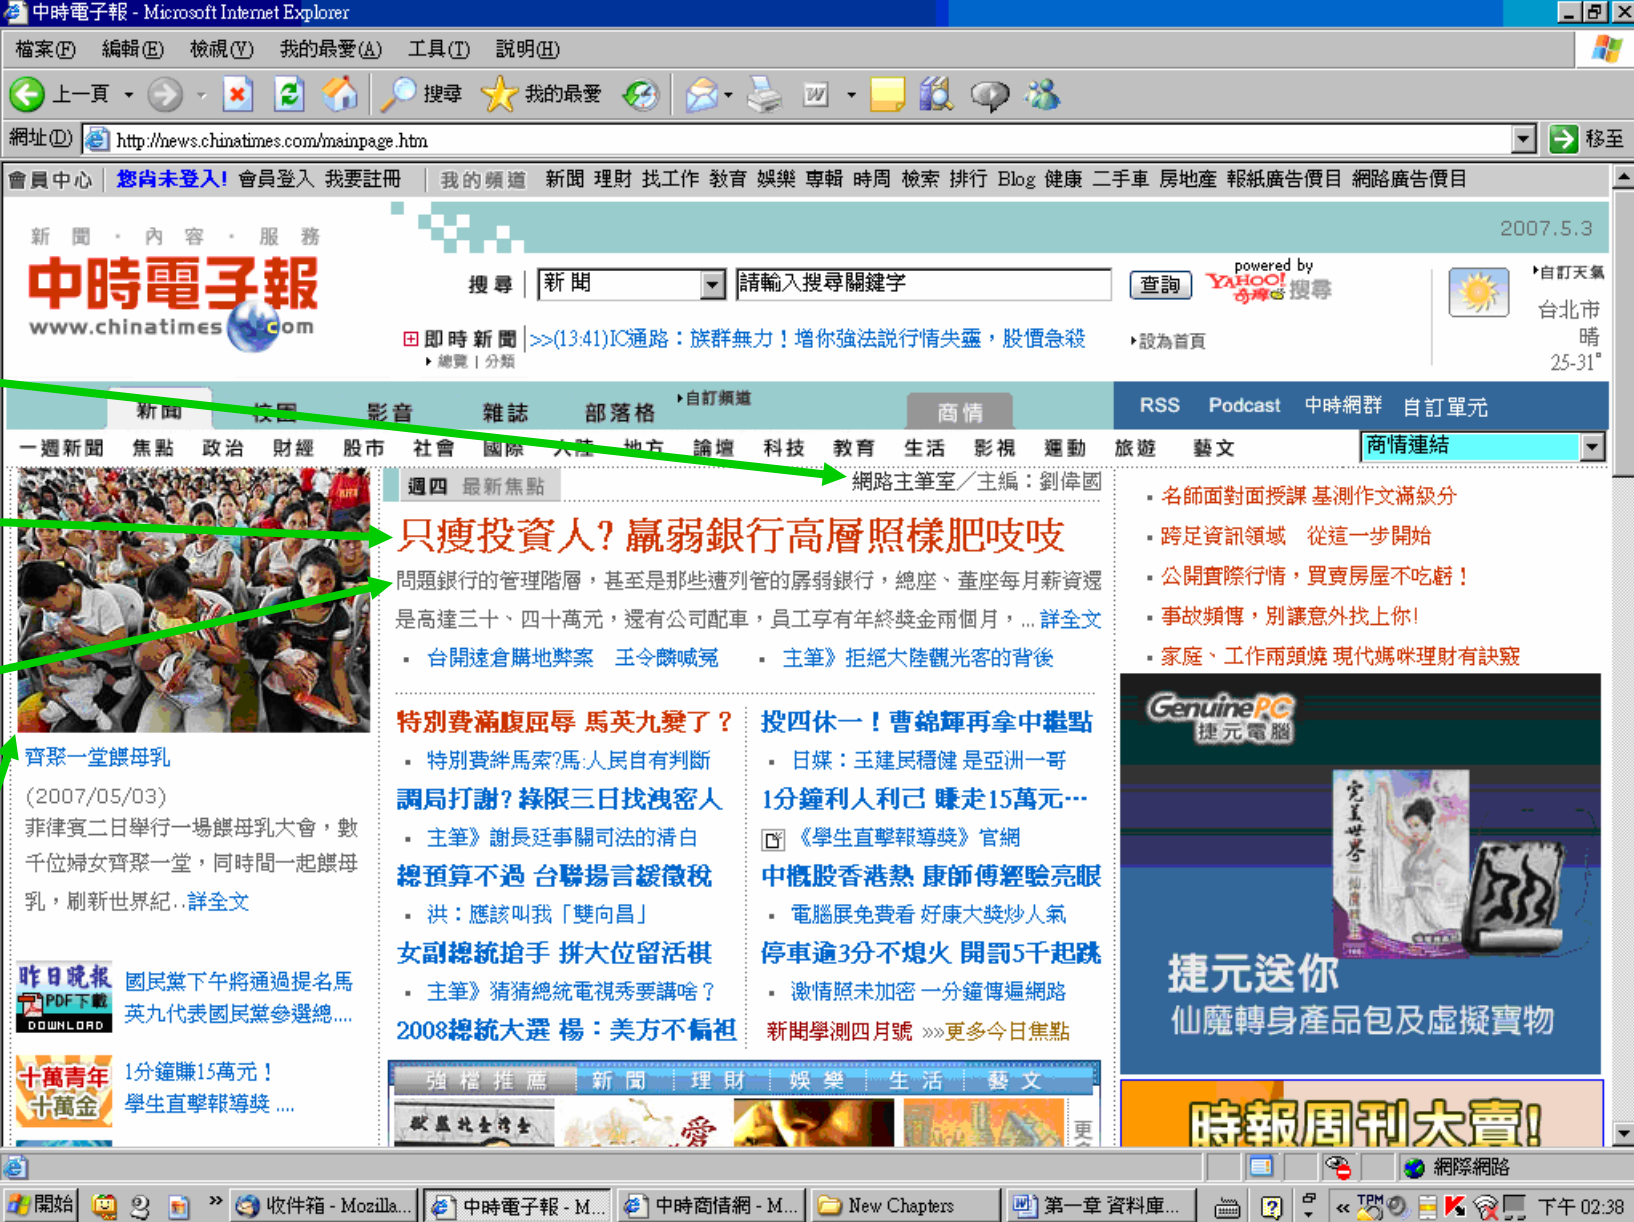 中時電子報 - Microsoft Internet Explorer
檔案(F) 編輯(E) 檢視(V) 我的最愛(A) 工具(T) 說明(H)
上一頁 搜尋 我的最愛
網址(D) http://news.chinatimes.com/mainpage.htm 移至
會員中心 | 您尚未登入! 會員登入 我要註冊 | 我的頻道 新聞 理財 找工作 教育 娛樂 專輯 時周 檢索 排行 Blog 健康 二手車 房地產 報紙廣告價目 網路廣告價目
2007.5.3
新聞・內容・服務
中時電子報
www.chinatimes.com
搜尋 | 新聞 請輸入搜尋關鍵字 查詢 powered by YAHOO! 奇摩 搜尋
即時新聞 | >>(13:41)IC通路：族群無力！增你強法說行情失靈，股價急殺 設為首頁
總覽 | 分類
自訂天氣
台北市
晴
25-31°
新聞 校園 影音 雜誌 部落格 自訂頻道 商情 RSS Podcast 中時網群 自訂單元
一週新聞 焦點 政治 財經 股市 社會 國際 大陸 地方 論壇 科技 教育 生活 影視 運動 旅遊 藝文 商情連結
齊聚一堂餵母乳
(2007/05/03)
菲律賓二日舉行一場餵母乳大會，數
千位婦女齊聚一堂，同時間一起餵母
乳，刷新世界紀..詳全文
昨日晚報
PDF下載
DOWNLOAD
國民黨下午將通過提名馬
英九代表國民黨參選總....
十萬青年
十萬金
1分鐘賺15萬元！
學生直擊報導獎 ....
週四 最新焦點 網路主筆室／主編：劉偉國
只瘦投資人? 羸弱銀行高層照樣肥吱吱
問題銀行的管理階層，甚至是那些遭列管的孱弱銀行，總座、董座每月薪資還
是高達三十、四十萬元，還有公司配車，員工享有年終獎金兩個月，... 詳全文
台開遠倉購地弊案 王令麟喊冤
主筆》拒絕大陸觀光客的背後
特別費滿腹屈辱 馬英九變了？
特別費絆馬索?馬:人民自有判斷
調局打謝? 綠限三日找洩密人
主筆》謝長廷事關司法的清白
總預算不過 台聯揚言緩徵稅
洪：應該叫我「雙向昌」
女副總統搶手 拼大位留活棋
主筆》猜猜總統電視秀要講啥？
2008總統大選 楊：美方不偏袒
投四休一！曹錦輝再拿中繼點
日媒：王建民穩健 是亞洲一哥
1分鐘利人利己 賺走15萬元…
《學生直擊報導獎》官網
中概股香港熱 康師傅經驗亮眼
電腦展免費看 好康大獎炒人氣
停車逾3分不熄火 開罰5千起跳
激情照未加密 一分鐘傳遍網路
新聞學測四月號 »»更多今日焦點
強檔推薦 新聞 理財 娛樂 生活 藝文
愛
更
名師面對面授課 基測作文滿級分
跨足資訊領域 從這一步開始
公開實際行情，買賣房屋不吃虧！
事故頻傳，別讓意外找上你!
家庭、工作兩頭燒 現代媽咪理財有訣竅
GenuinePC
捷元電腦
完美世界
捷元送你
仙魔轉身產品包及虛擬寶物
時報周刊大賣!
網際網路
開始 收件箱 - Mozilla... 中時電子報 - M... 中時商情網 - M... New Chapters 第一章 資料庫... 下午 02:38